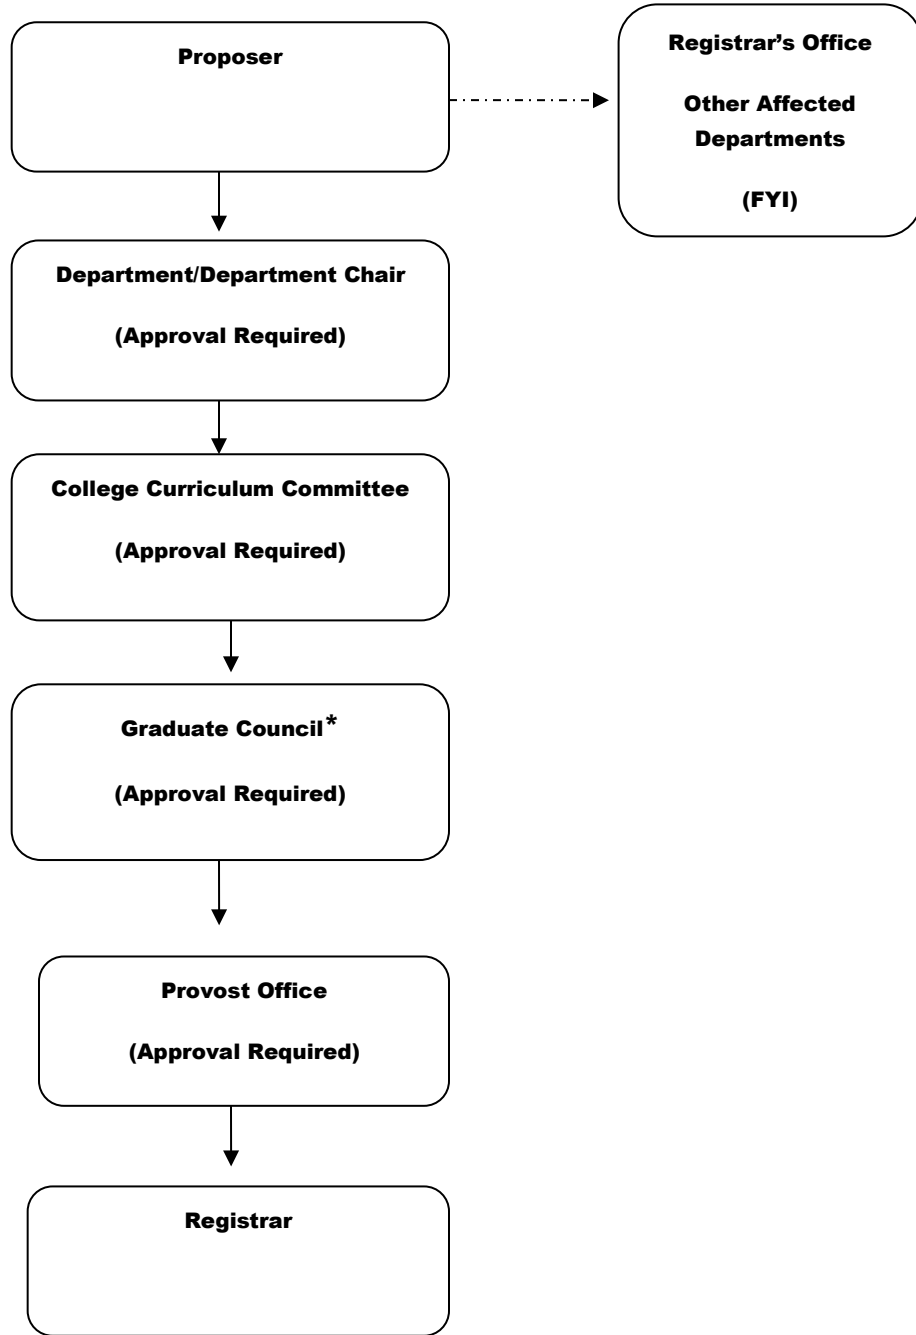 Proposer
Registrar’s Office
Other Affected
Departments
(FYI)
Department/Department Chair
(Approval Required)
College Curriculum Committee
(Approval Required)
Graduate Council*
(Approval Required)
Provost Office
(Approval Required)
Registrar